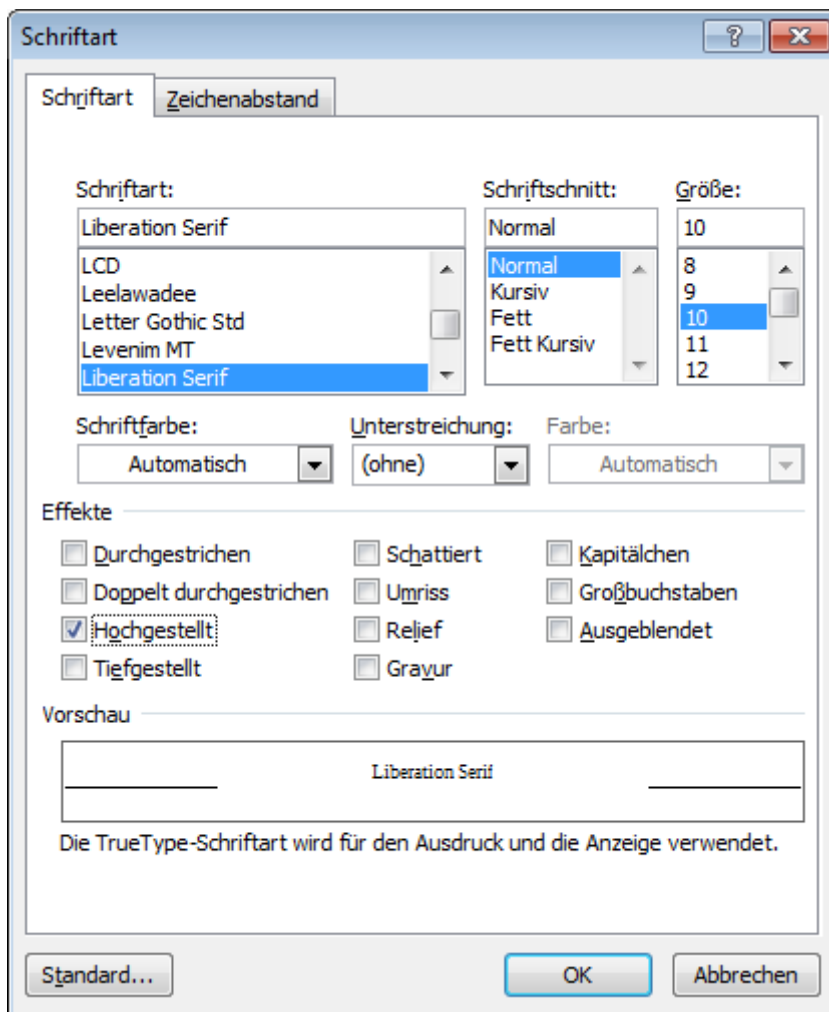 Schriftart
Schriftart Zeichenabstand
Schriftart: Schriftschnitt: Größe:
Liberation Serif Normal 10
LCD Normal 8
Leelawadee Kursiv 9
Letter Gothic Std Fett 10
Levenim MT Fett Kursiv 11
Liberation Serif 12
Schriftfarbe: Unterstreichung: Farbe:
Automatisch (ohne) Automatisch
Effekte
Durchgestrichen Schattiert Kapitälchen
Doppelt durchgestrichen Umriss Großbuchstaben
Hochgestellt Relief Ausgeblendet
Tiefgestellt Gravur
Vorschau
Liberation Serif
Die TrueType-Schriftart wird für den Ausdruck und die Anzeige verwendet.
Standard... OK Abbrechen